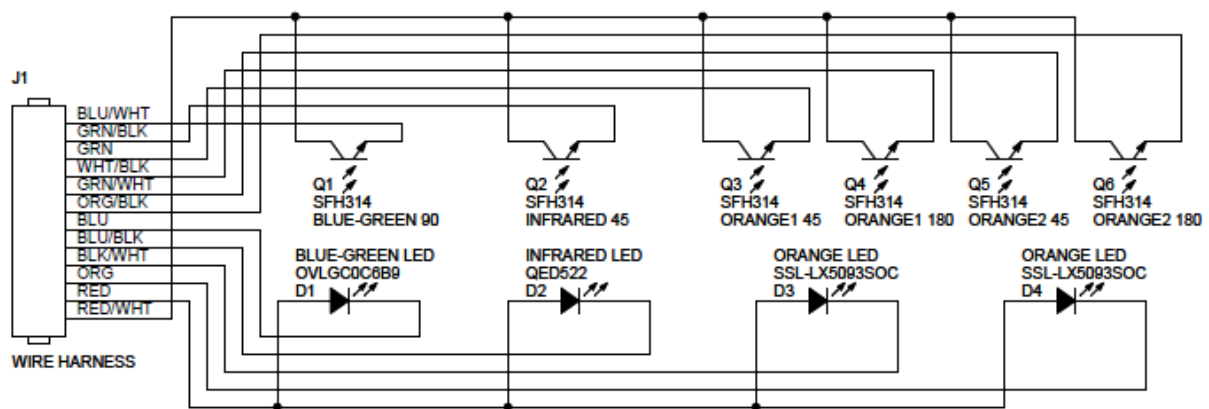 J1
BLU/WHT
GRN/BLK
GRN
WHT/BLK
GRN/WHT
ORG/BLK
BLU
BLU/BLK
BLK/WHT
ORG
RED
RED/WHT
WIRE HARNESS
Q1
SFH314
BLUE-GREEN 90
Q2
SFH314
INFRARED 45
Q3
SFH314
ORANGE1 45
Q4
SFH314
ORANGE1 180
Q5
SFH314
ORANGE2 45
Q6
SFH314
ORANGE2 180
BLUE-GREEN LED
OVLGC0C6B9
D1
INFRARED LED
QED522
D2
ORANGE LED
SSL-LX5093SOC
D3
ORANGE LED
SSL-LX5093SOC
D4